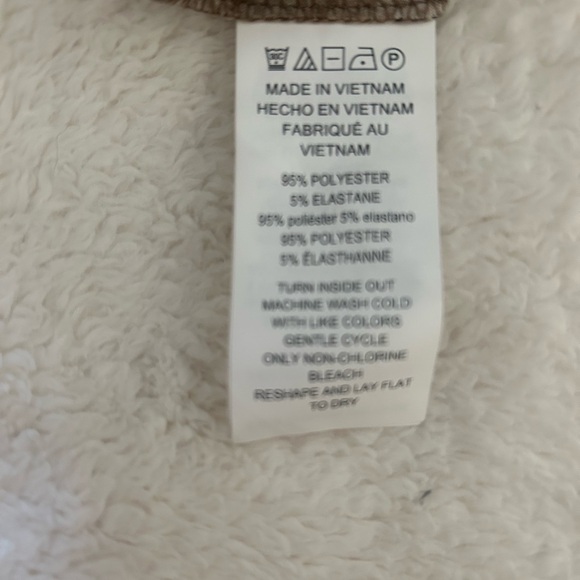 MADE IN VIETNAM
HECHO EN VIETNAM
FABRIQUÉ AU
VIETNAM
95% POLYESTER
5% ELASTANE
95% poliéster 5% elastano
95% POLYESTER
5% ÉLASTHANNE
TURN INSIDE OUT
MACHINE WASH COLD
WITH LIKE COLORS
GENTLE CYCLE
ONLY NON-CHLORINE
BLEACH
RESHAPE AND LAY FLAT
TO DRY